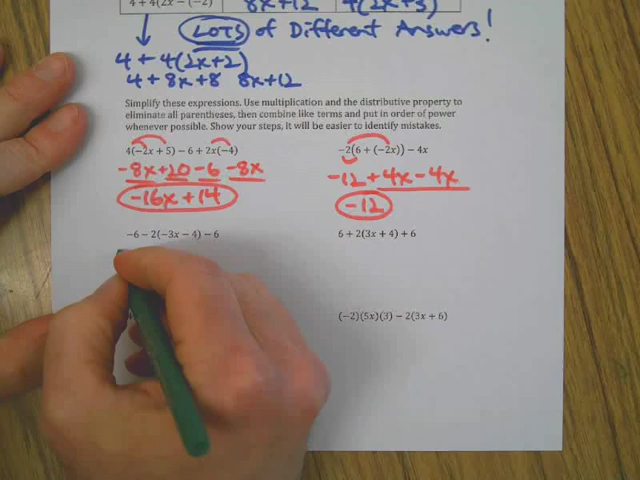 4 + 4(2x − (−2) 8x+12 4(2x+3)
LOTS of Different Answers!
4 + 4(2x+2)
4 + 8x+8 8x+12
Simplify these expressions. Use multiplication and the distributive property to
eliminate all parentheses, then combine like terms and put in order of power
whenever possible. Show your steps, it will be easier to identify mistakes.
4(−2x + 5) − 6 + 2x(−4) −2(6 + (−2x)) − 4x
-8x+20-6-8x -12+4x-4x
-16x+14 -12
−6 − 2(−3x − 4) − 6 6 + 2(3x + 4) + 6
(−2)(5x)(3) − 2(3x + 6)